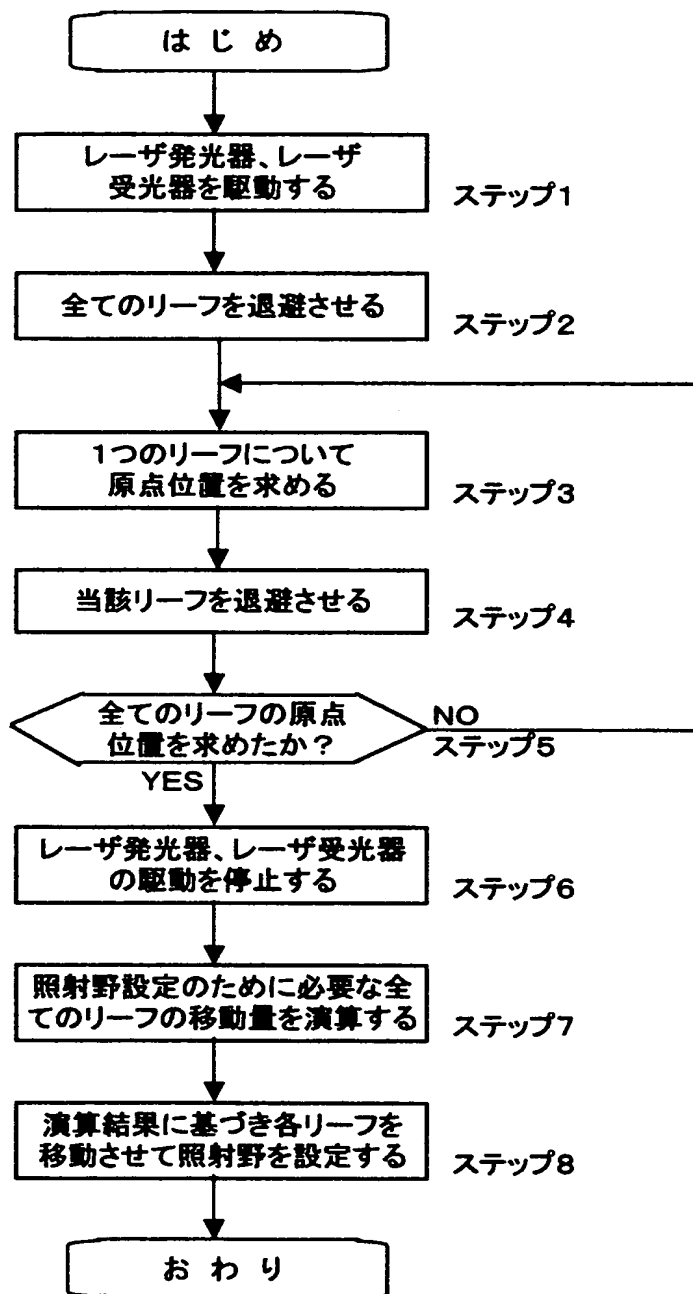 は じ め
レーザ発光器、レーザ
受光器を駆動する
ステップ1
全てのリーフを退避させる
ステップ2
1つのリーフについて
原点位置を求める
ステップ3
当該リーフを退避させる
ステップ4
全てのリーフの原点
位置を求めたか?
NO
ステップ5
YES
レーザ発光器、レーザ受光器
の駆動を停止する
ステップ6
照射野設定のために必要な全
てのリーフの移動量を演算する
ステップ7
演算結果に基づき各リーフを
移動させて照射野を設定する
ステップ8
お わ り